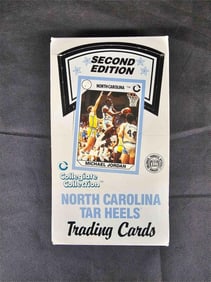 SECOND
EDITION
NORTH CAROLINA
MICHAEL JORDAN
Collegiate
Collection
NORTH CAROLINA
TAR HEELS
Trading Cards